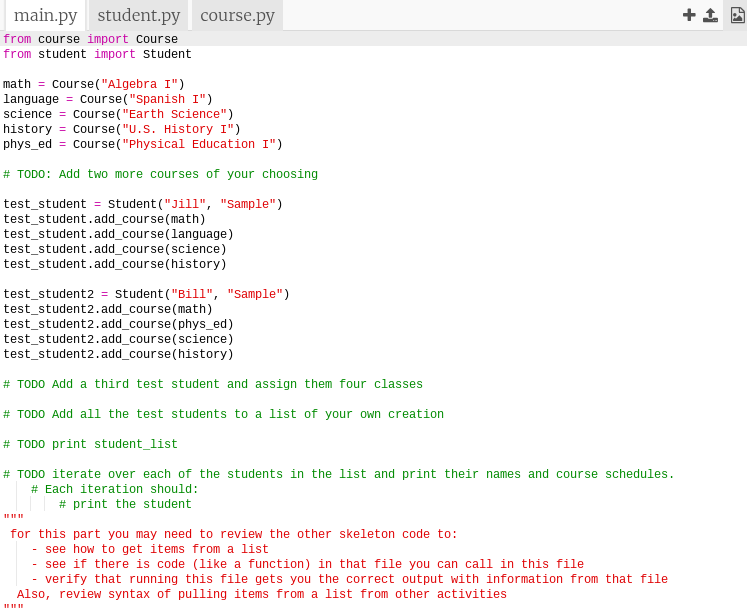 main.py student.py course.py
from course import Course
from student import Student
math = Course("Algebra I")
language = Course("Spanish I")
science = Course("Earth Science")
history = Course("U.S. History I")
phys_ed = Course("Physical Education I")
# TODO: Add two more courses of your choosing
test_student = Student("Jill", "Sample")
test_student.add_course(math)
test_student.add_course(language)
test_student.add_course(science)
test_student.add_course(history)
test_student2 = Student("Bill", "Sample")
test_student2.add_course(math)
test_student2.add_course(phys_ed)
test_student2.add_course(science)
test_student2.add_course(history)
# TODO Add a third test student and assign them four classes
# TODO Add all the test students to a list of your own creation
# TODO print student_list
# TODO iterate over each of the students in the list and print their names and course schedules.
# Each iteration should:
# print the student
"""
for this part you may need to review the other skeleton code to:
- see how to get items from a list
- see if there is code (like a function) in that file you can call in this file
- verify that running this file gets you the correct output with information from that file
Also, review syntax of pulling items from a list from other activities
"""